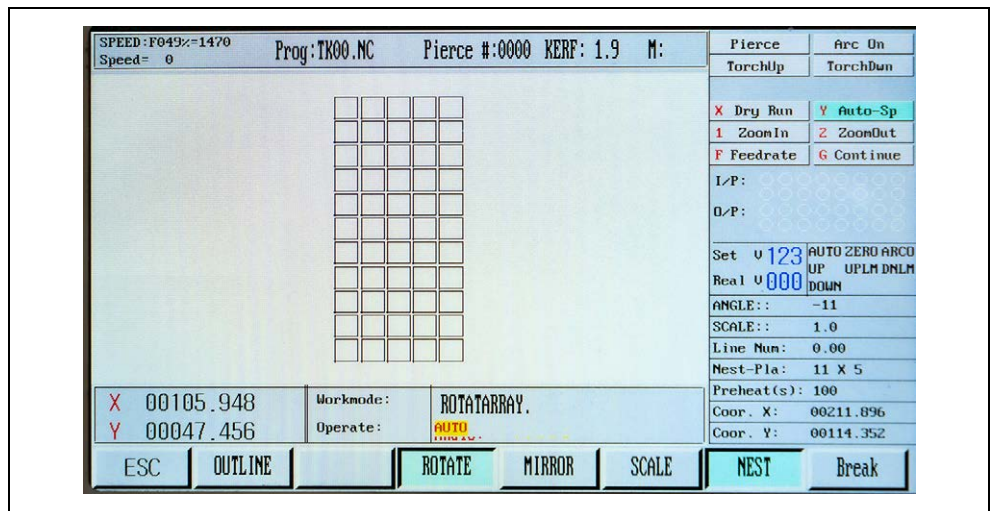 SPEED:F049%=1470
Speed= 0
Prog:TK00.NC Pierce #:0000 KERF: 1.9 M:
Pierce Arc On
TorchUp TorchDwn
X Dry Run Y Auto-Sp
1 ZoomIn 2 ZoomOut
F Feedrate G Continue
I/P:
O/P:
Set V 123 AUTO ZERO ARCO
UP UPLM DNLM
Real V 000 DOWN
ANGLE:: -11
SCALE:: 1.0
Line Num: 0.00
Nest-Pla: 11 X 5
Preheat(s): 100
Coor. X: 00211.896
Coor. Y: 00114.352
X 00105.948 Workmode: ROTATARRAY.
Y 00047.456 Operate: AUTO
ESC OUTLINE ROTATE MIRROR SCALE NEST Break